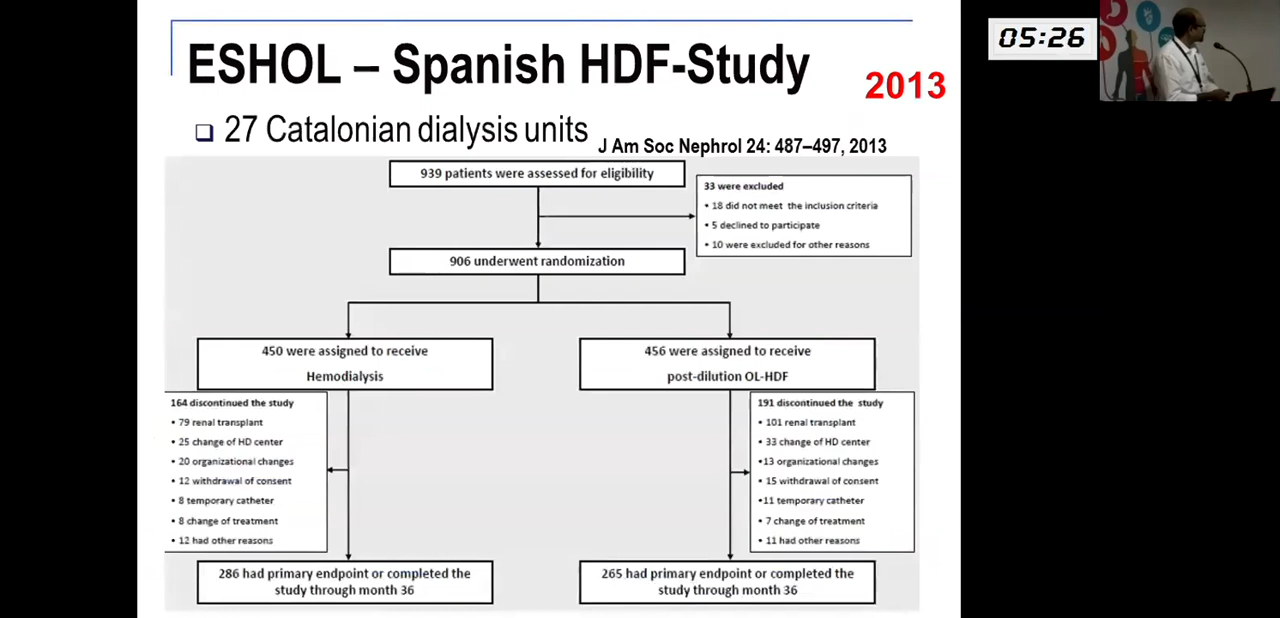 ESHOL – Spanish HDF-Study
2013
❑ 27 Catalonian dialysis units
J Am Soc Nephrol 24: 487–497, 2013
05:26
939 patients were assessed for eligibility
33 were excluded
• 18 did not meet the inclusion criteria
• 5 declined to participate
• 10 were excluded for other reasons
906 underwent randomization
450 were assigned to receive
Hemodialysis
456 were assigned to receive
post-dilution OL-HDF
164 discontinued the study
• 79 renal transplant
• 25 change of HD center
• 20 organizational changes
• 12 withdrawal of consent
• 8 temporary catheter
• 8 change of treatment
• 12 had other reasons
191 discontinued the study
• 101 renal transplant
• 33 change of HD center
•13 organizational changes
• 15 withdrawal of consent
•11 temporary catheter
• 7 change of treatment
• 11 had other reasons
286 had primary endpoint or completed the
study through month 36
265 had primary endpoint or completed the
study through month 36